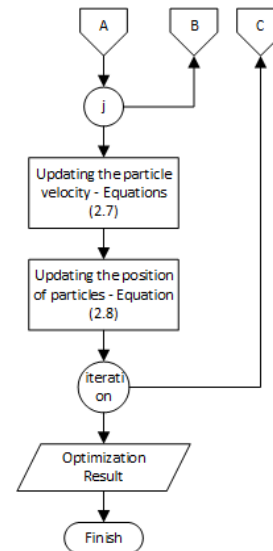 A
B
C
j
Updating the particle
velocity - Equations
(2.7)
Updating the position
of particles - Equation
(2.8)
iterati
on
Optimization
Result
Finish